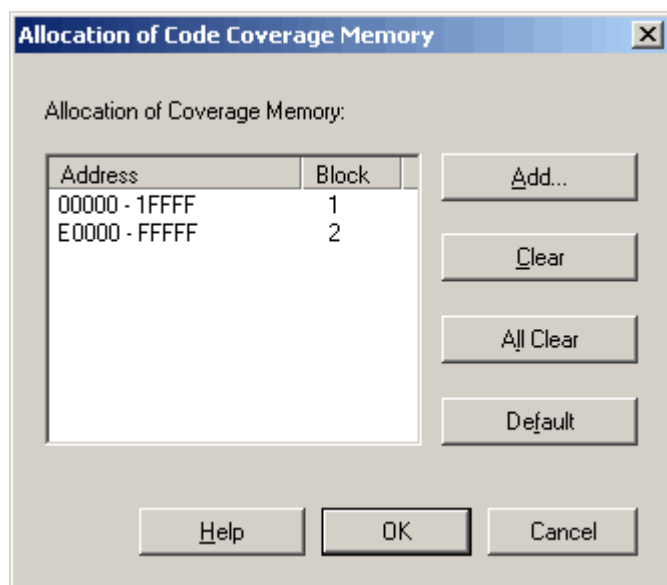 Allocation of Code Coverage Memory
Allocation of Coverage Memory:
Address Block
00000 - 1FFFF 1
E0000 - FFFFF 2
Add...
Clear
All Clear
Default
Help OK Cancel